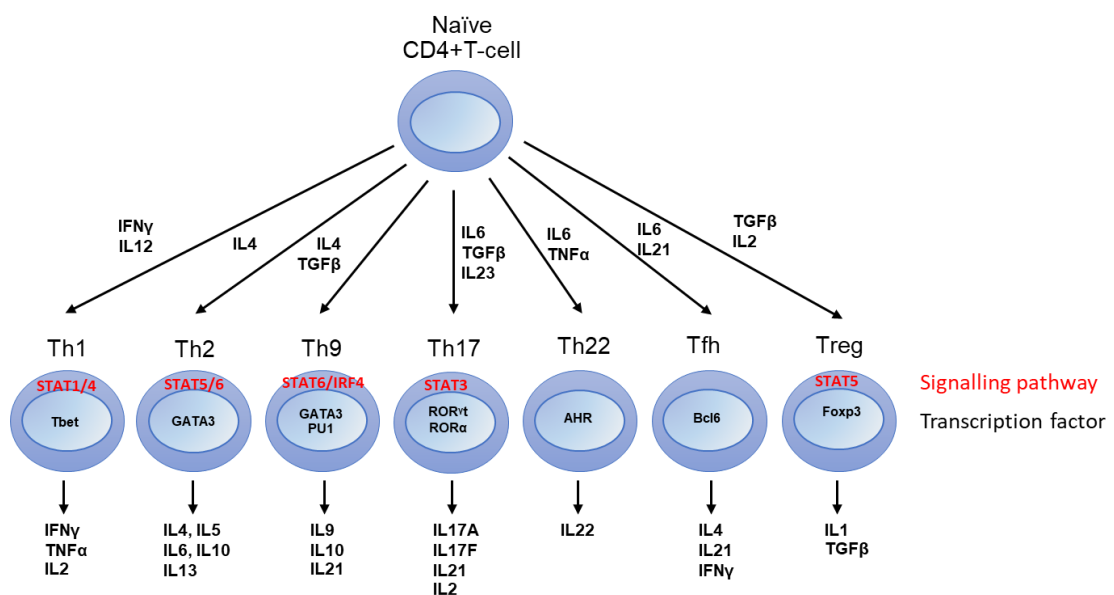 Naïve
CD4+T-cell
IFNγ
IL12
IL4
IL4
TGFβ
IL6
TGFβ
IL23
IL6
TNFα
IL6
IL21
TGFβ
IL2
Th1
Th2
Th9
Th17
Th22
Tfh
Treg
STAT1/4
STAT5/6
STAT6/IRF4
STAT3
STAT5
Signalling pathway
Tbet
GATA3
GATA3
PU1
RORγt
RORα
AHR
Bcl6
Foxp3
Transcription factor
IFNγ
TNFα
IL2
IL4, IL5
IL6, IL10
IL13
IL9
IL10
IL21
IL17A
IL17F
IL21
IL2
IL22
IL4
IL21
IFNγ
IL1
TGFβ